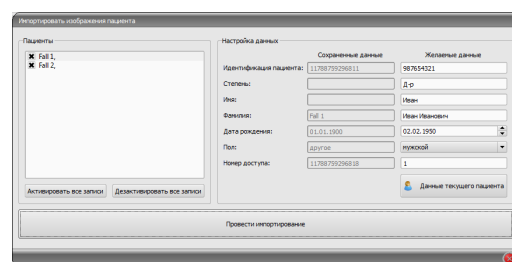 Импортировать изображения пациента
Пациенты
Fall 1,
Fall 2,
Активировать все записи
Дезактивировать все записи
Настройка данных
Сохраненные данные
Желаемые данные
Идентификация пациента: 11788759296811 987654321
Степень: Д-р
Имя: Иван
Фамилия: Fall 1 Иван Иванович
Дата рождения: 01.01.1900 02.02.1950
Пол: другое мужской
Номер доступа: 11788759296818 1
Данные текущего пациента
Провести импортирование